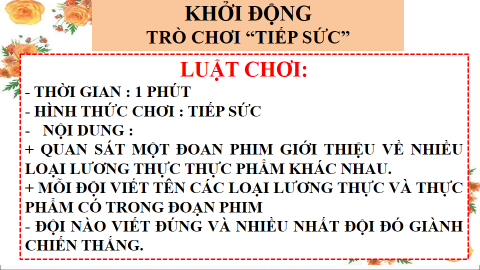 KHỞI ĐỘNG
TRÒ CHƠI “TIẾP SỨC”
LUẬT CHƠI:
- THỜI GIAN : 1 PHÚT
- HÌNH THỨC CHƠI : TIẾP SỨC
- NỘI DUNG :
+ QUAN SÁT MỘT ĐOAN PHIM GIỚI THIỆU VỀ NHIỀU
LOẠI LƯƠNG THỰC THỰC PHẨM KHÁC NHAU.
+ MỖI ĐỘI VIẾT TÊN CÁC LOẠI LƯƠNG THỰC VÀ THỰC
PHẨM CÓ TRONG ĐOẠN PHIM
- ĐỘI NÀO VIẾT ĐÚNG VÀ NHIỀU NHẤT ĐỘI ĐÓ GIÀNH
CHIẾN THẮNG.